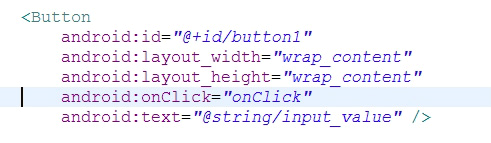 <Button
android:id="@+id/button1"
android:layout_width="wrap_content"
android:layout_height="wrap_content"
android:onClick="onClick"
android:text="@string/input_value" />